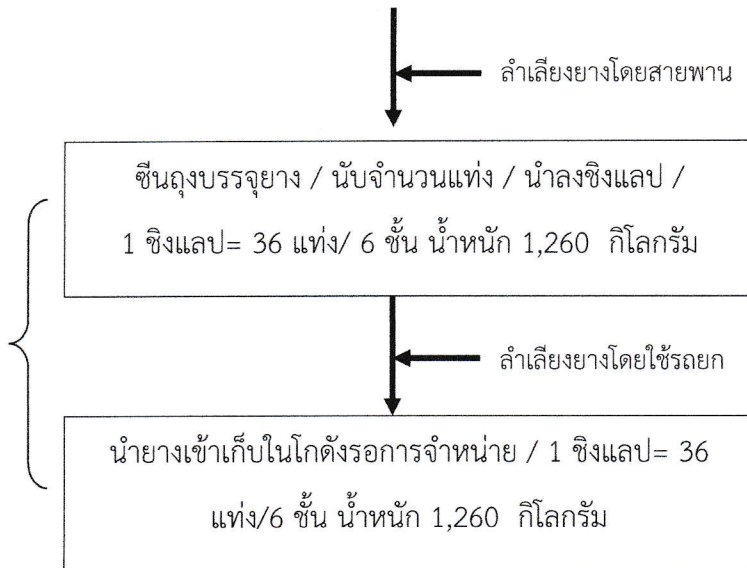 ลำเลียงยางโดยสายพาน
ซีนถุงบรรจุยาง / นับจำนวนแท่ง / นำลงชิงแลป /
1 ชิงแลป= 36 แท่ง/ 6 ชั้น น้ำหนัก 1,260 กิโลกรัม
ลำเลียงยางโดยใช้รถยก
นำยางเข้าเก็บในโกดังรอการจำหน่าย / 1 ชิงแลป= 36
แท่ง/6 ชั้น น้ำหนัก 1,260 กิโลกรัม